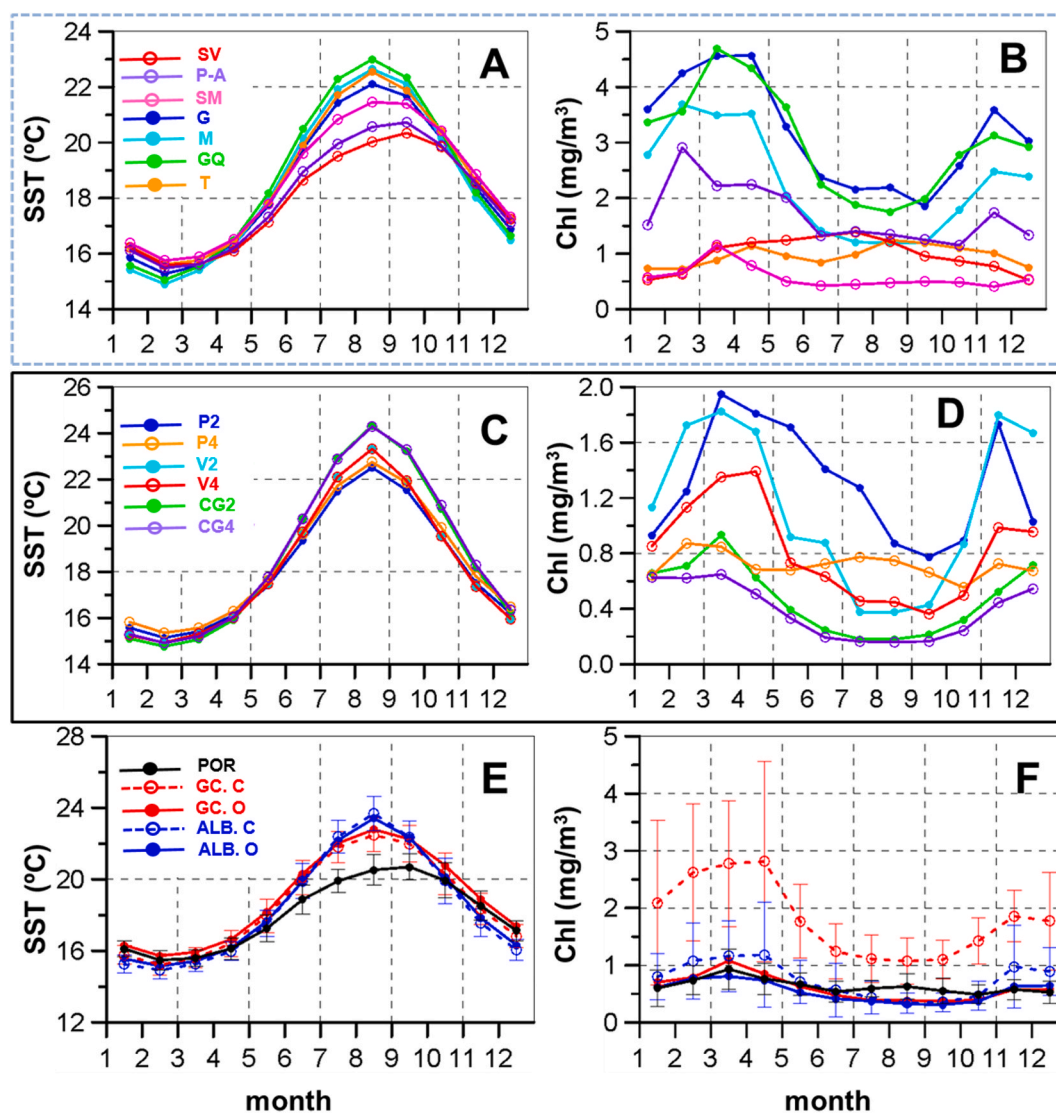 24
22
20
18
16
14
SST (ºC)
SV
P-A
SM
G
M
GQ
T
A
1 2 3 4 5 6 7 8 9 10 11 12
5
4
3
2
1
0
Chl (mg/m³)
B
1 2 3 4 5 6 7 8 9 10 11 12
26
24
22
20
18
16
14
SST (ºC)
P2
P4
V2
V4
CG2
CG4
C
1 2 3 4 5 6 7 8 9 10 11 12
2.0
1.6
1.2
0.8
0.4
0.0
Chl (mg/m³)
D
1 2 3 4 5 6 7 8 9 10 11 12
28
24
20
16
12
SST (ºC)
POR
GC. C
GC. O
ALB. C
ALB. O
E
1 2 3 4 5 6 7 8 9 10 11 12
month
5
4
3
2
1
0
Chl (mg/m³)
F
1 2 3 4 5 6 7 8 9 10 11 12
month